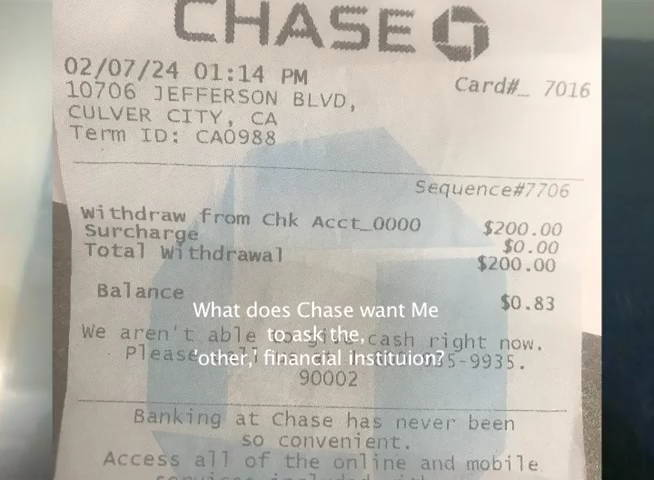 CHASE
02/07/24 01:14 PM
Card#_ 7016
10706 JEFFERSON BLVD,
CULVER CITY, CA
Term ID: CA0988
Sequence#7706
Withdraw from Chk Acct_0000 $200.00
Surcharge $0.00
Total Withdrawal $200.00
Balance $0.83
What does Chase want Me
to ask the,
'other,' financial instituion?
We aren't able cash right now.
Please -9935.
90002
Banking at Chase has never been
so convenient.
Access all of the online and mobile